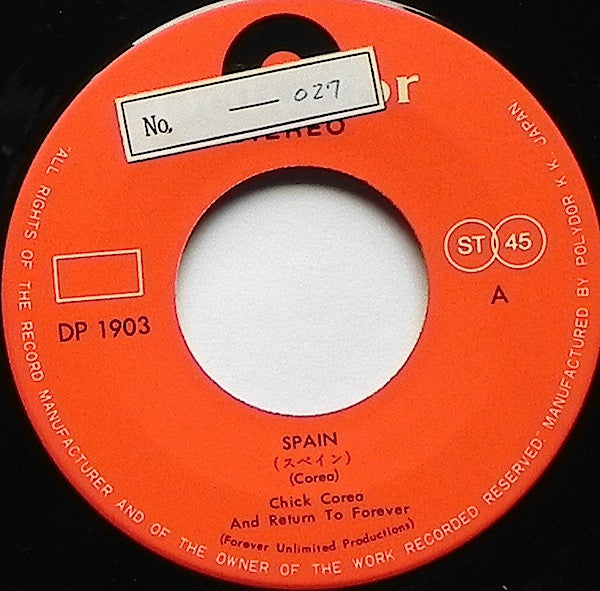 No. — 027
or
STEREO
ST 45
A
DP 1903
SPAIN
(スペイン)
(Corea)
Chick Corea
And Return To Forever
(Forever Unlimited Productions)
"ALL RIGHTS OF THE RECORD MANUFACTURER AND OF THE OWNER OF THE WORK RECORDED RESERVED" MANUFACTURED BY POLYDOR K. K. JAPAN